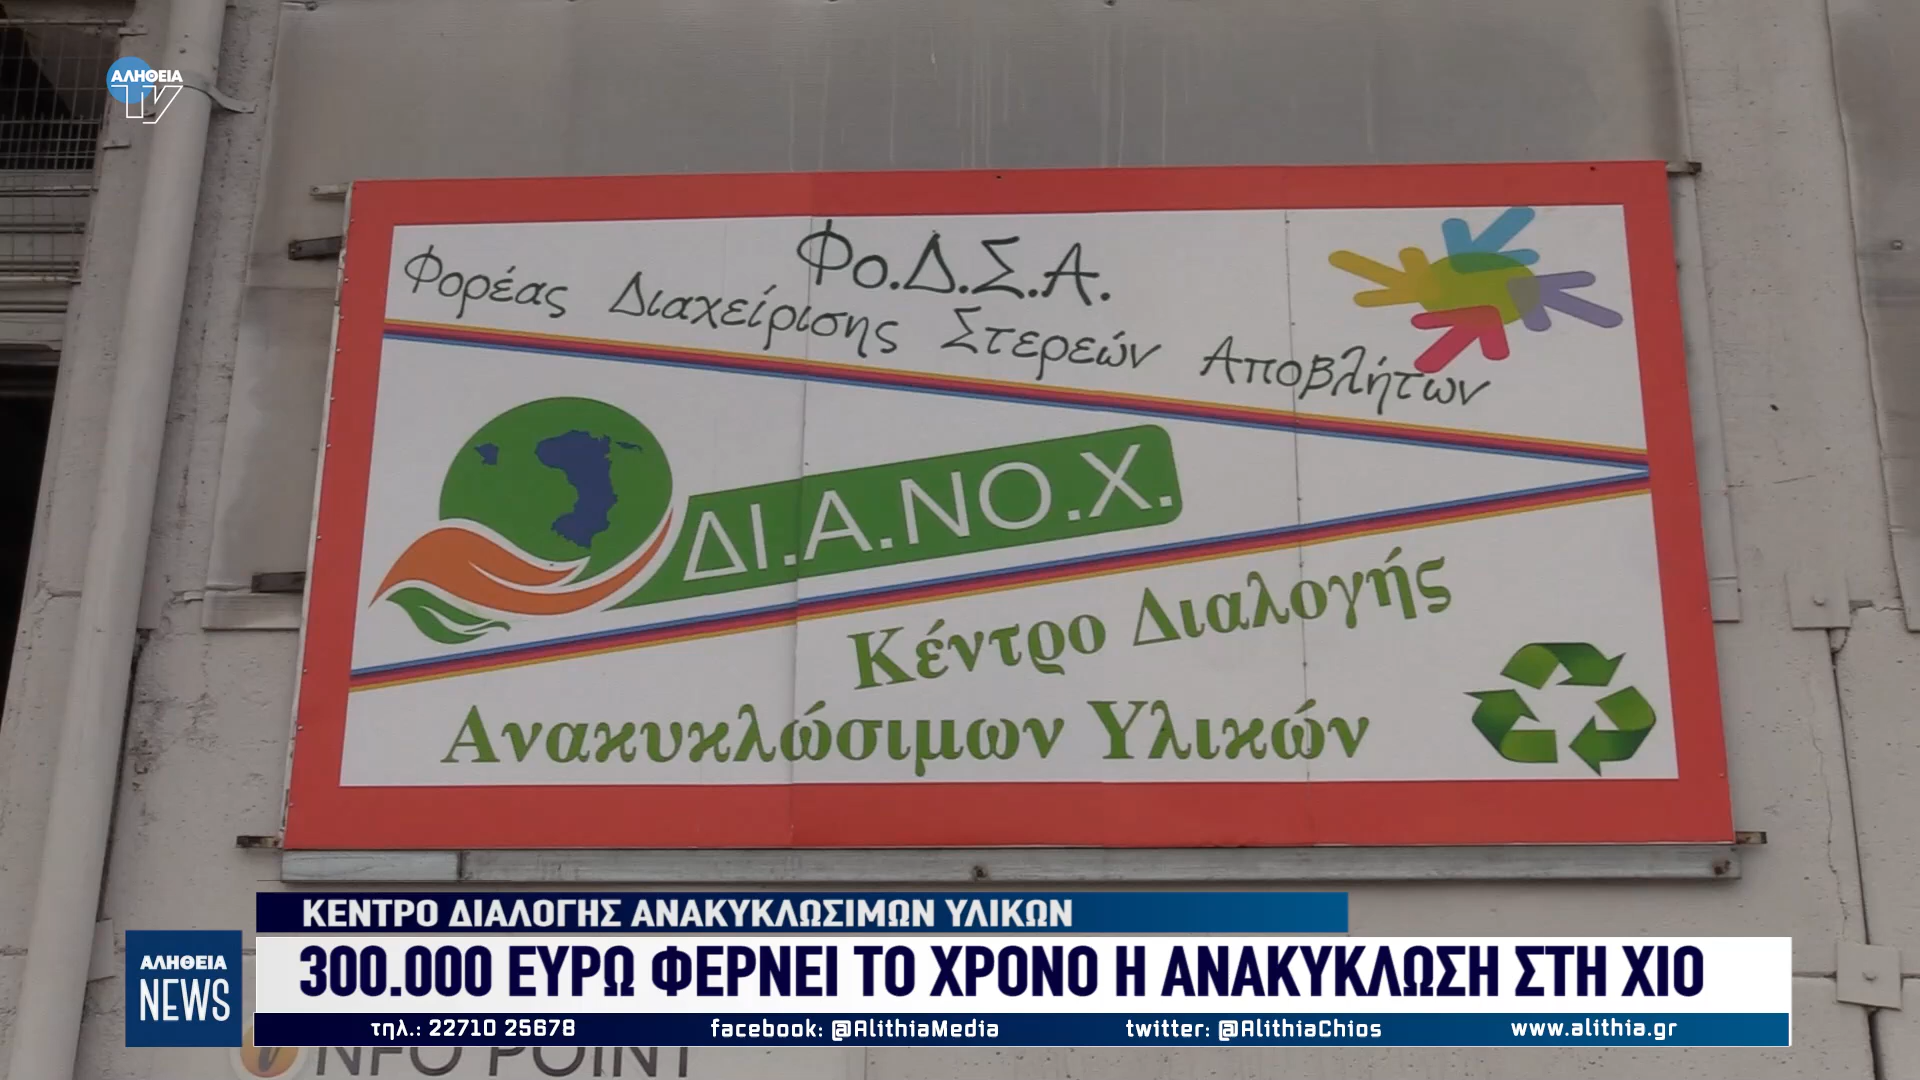 ΑΛΗΘΕΙΑ
TV
Φο.Δ.Σ.Α.
Φορέας Διαχείρισης Στερεών Αποβλήτων
ΔΙ.Α.ΝΟ.Χ.
Κέντρο Διαλογής
Ανακυκλώσιμων Υλικών
ΚΕΝΤΡΟ ΔΙΑΛΟΓΗΣ ΑΝΑΚΥΚΛΩΣΙΜΩΝ ΥΛΙΚΩΝ
ΑΛΗΘΕΙΑ
NEWS
300.000 ΕΥΡΩ ΦΕΡΝΕΙ ΤΟ ΧΡΟΝΟ Η ΑΝΑΚΥΚΛΩΣΗ ΣΤΗ ΧΙΟ
τηλ.: 22710 25678 facebook: @AlithiaMedia twitter: @AlithiaChios www.alithia.gr
iNFO POINT